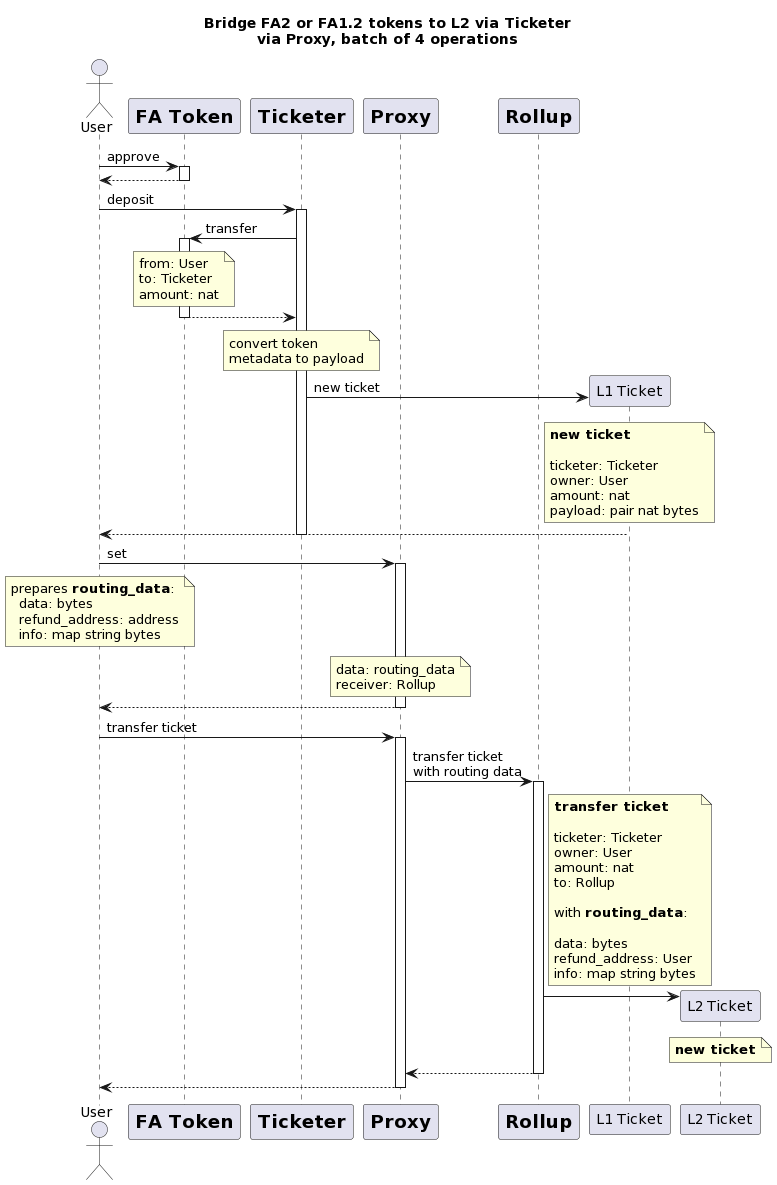 Bridge FA2 or FA1.2 tokens to L2 via Ticketer
via Proxy, batch of 4 operations
User
FA Token
Ticketer
Proxy
Rollup
approve
deposit
transfer
from: User
to: Ticketer
amount: nat
convert token
metadata to payload
new ticket
L1 Ticket
new ticket
ticketer: Ticketer
owner: User
amount: nat
payload: pair nat bytes
set
prepares routing_data:
data: bytes
refund_address: address
info: map string bytes
data: routing_data
receiver: Rollup
transfer ticket
transfer ticket
with routing data
transfer ticket
ticketer: Ticketer
owner: User
amount: nat
to: Rollup
with routing_data:
data: bytes
refund_address: User
info: map string bytes
L2 Ticket
new ticket
User
FA Token
Ticketer
Proxy
Rollup
L1 Ticket
L2 Ticket